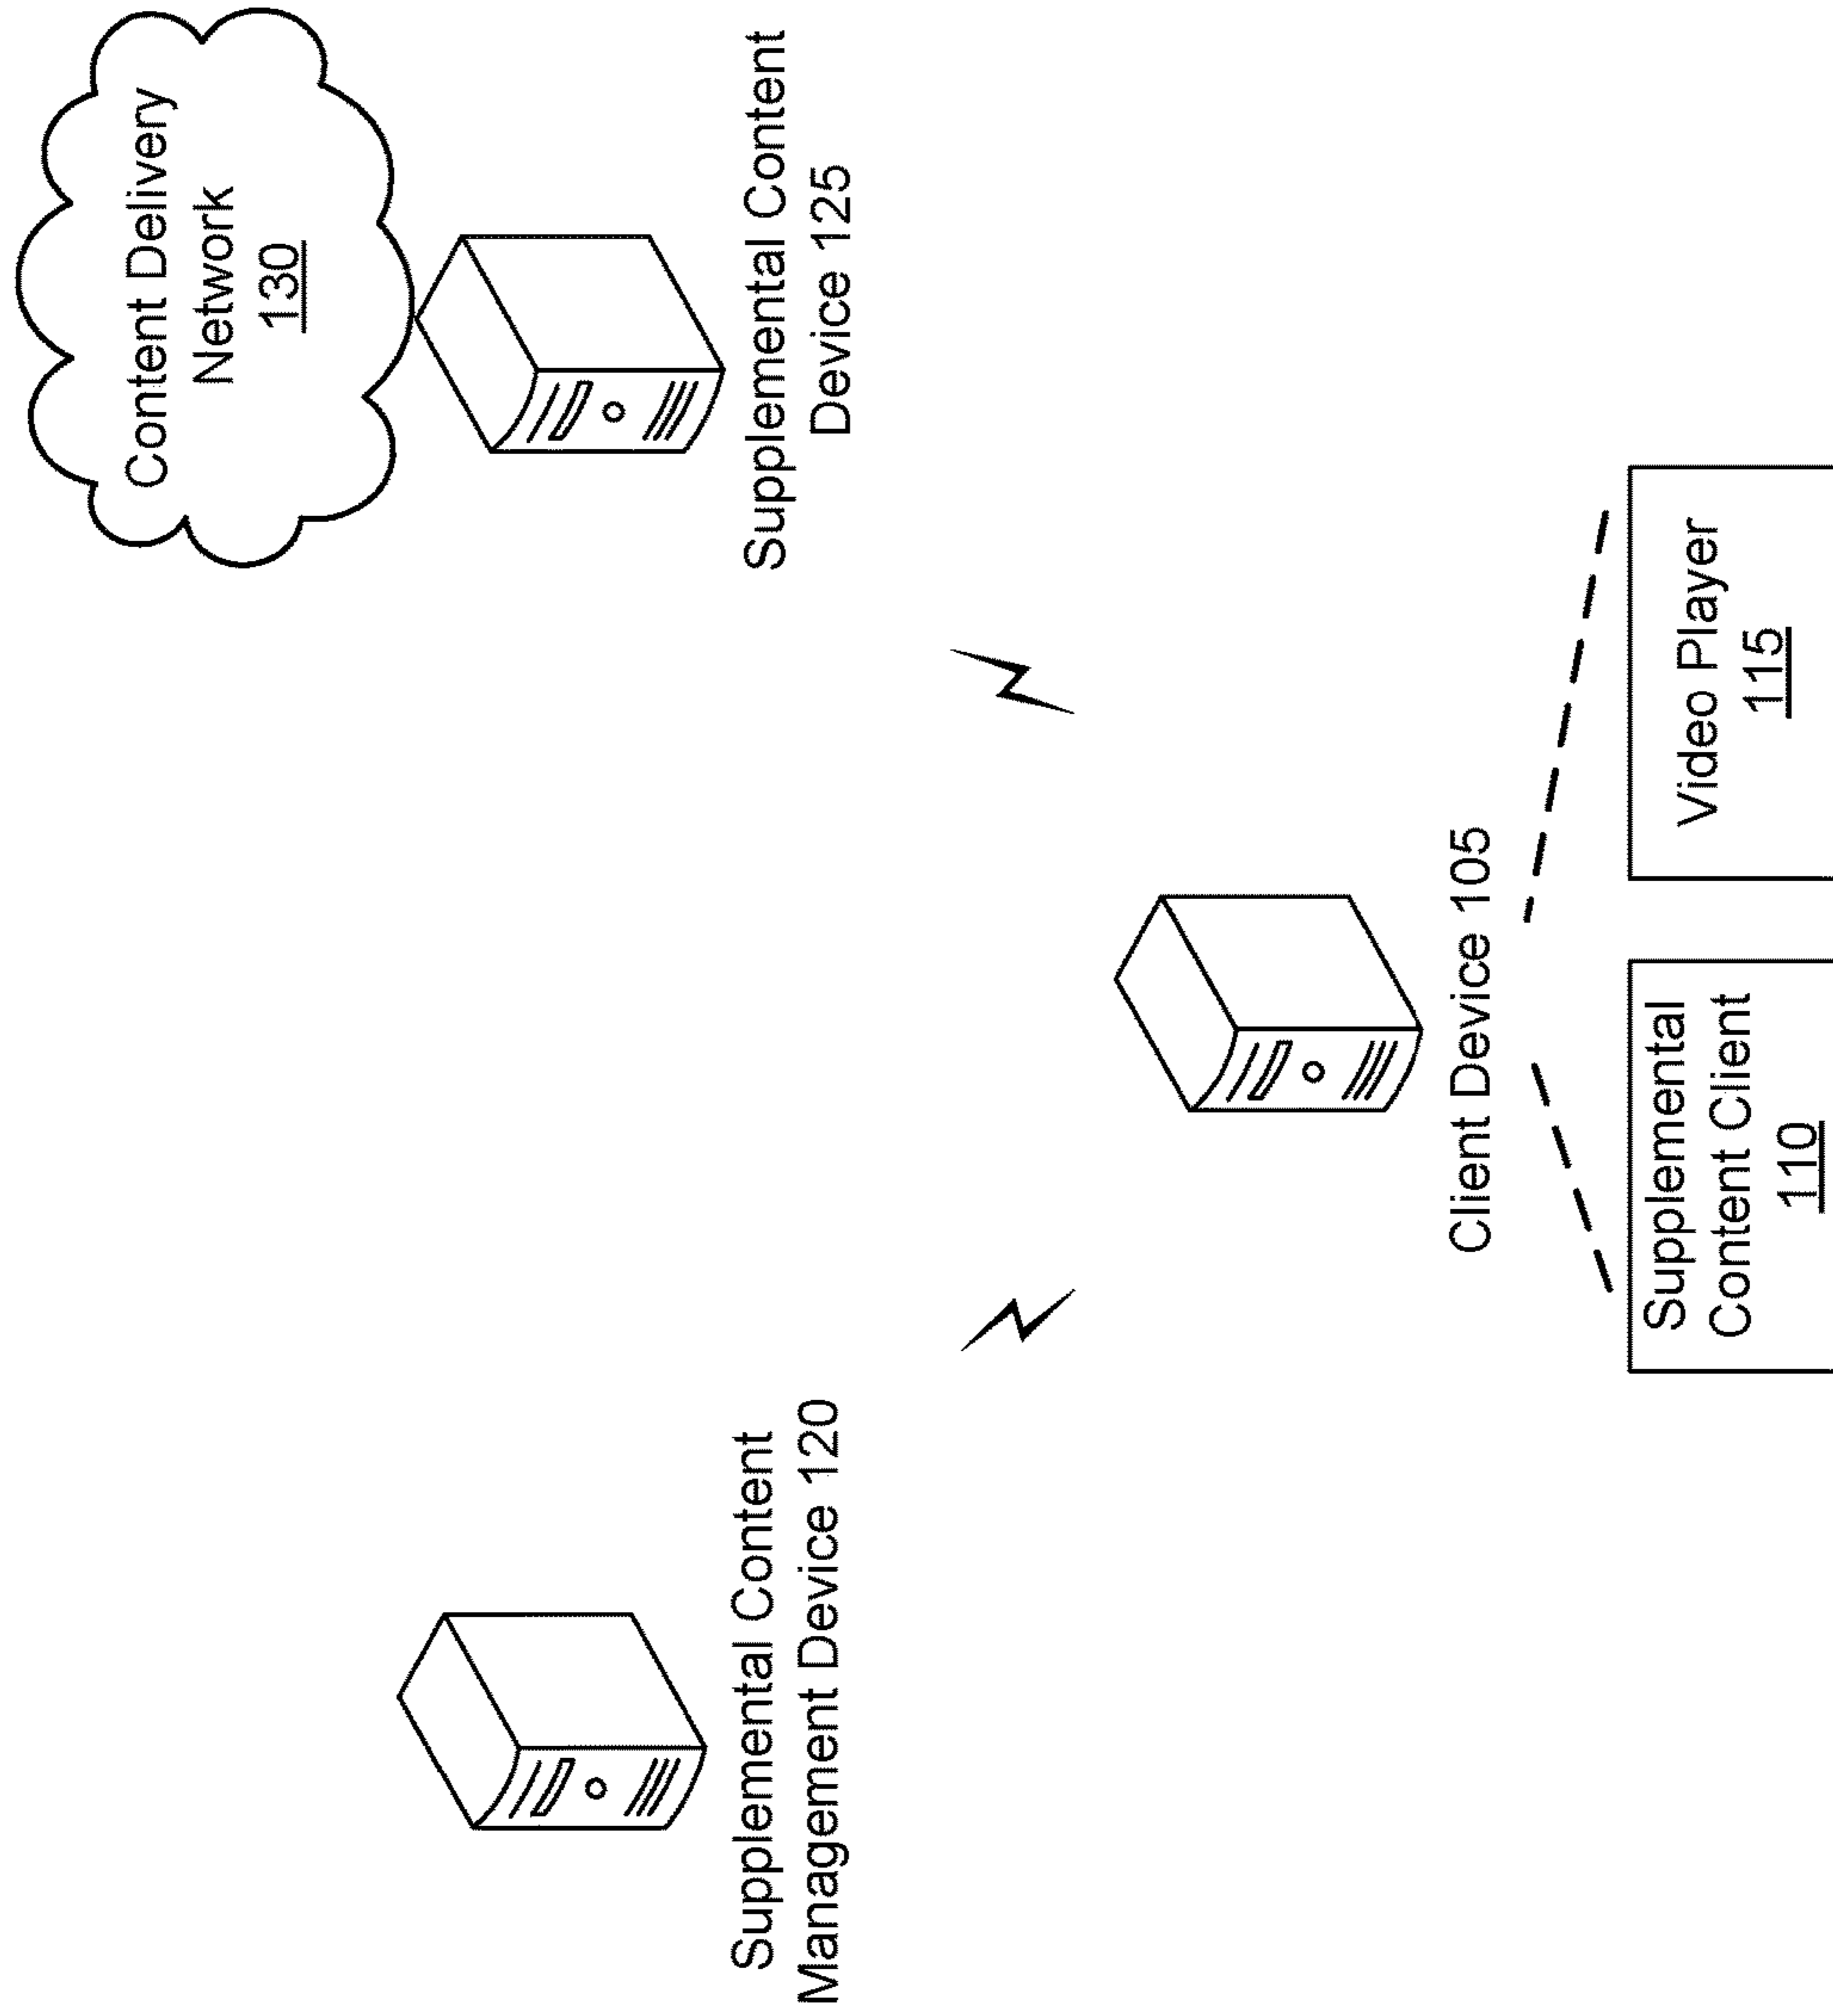 Content Delivery
Network
130
Supplemental Content
Device 125
Supplemental Content
Management Device 120
Client Device 105
Supplemental
Content Client
110
Video Player
115